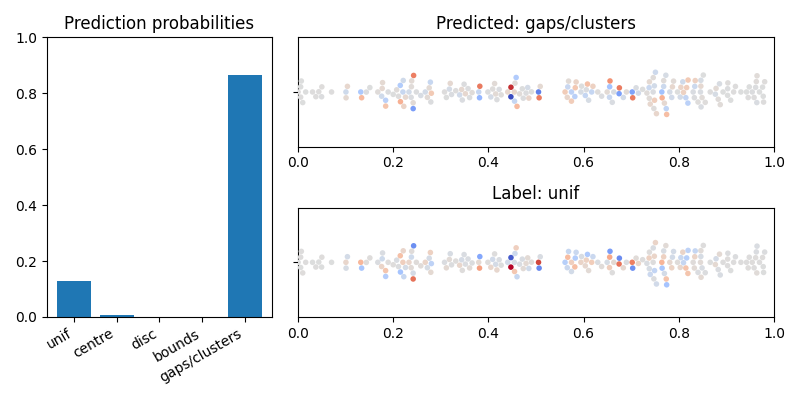 Prediction probabilities
1.0
0.8
0.6
0.4
0.2
0.0
unif
centre
disc
bounds
gaps/clusters
Predicted: gaps/clusters
0.0 0.2 0.4 0.6 0.8 1.0
Label: unif
0.0 0.2 0.4 0.6 0.8 1.0